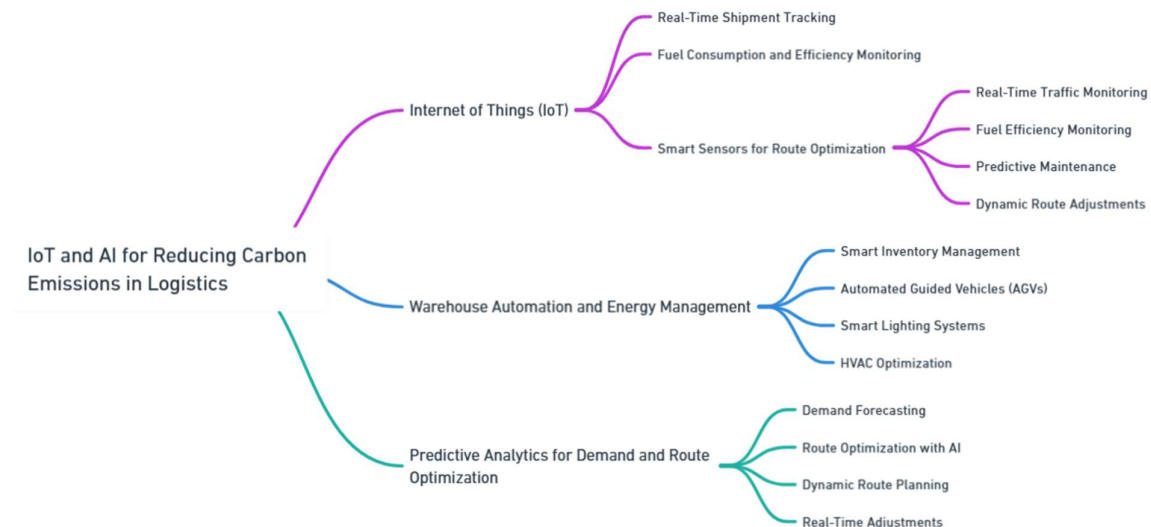 IoT and AI for Reducing Carbon
Emissions in Logistics
Internet of Things (IoT)
Real-Time Shipment Tracking
Fuel Consumption and Efficiency Monitoring
Smart Sensors for Route Optimization
Real-Time Traffic Monitoring
Fuel Efficiency Monitoring
Predictive Maintenance
Dynamic Route Adjustments
Warehouse Automation and Energy Management
Smart Inventory Management
Automated Guided Vehicles (AGVs)
Smart Lighting Systems
HVAC Optimization
Predictive Analytics for Demand and Route
Optimization
Demand Forecasting
Route Optimization with AI
Dynamic Route Planning
Real-Time Adjustments